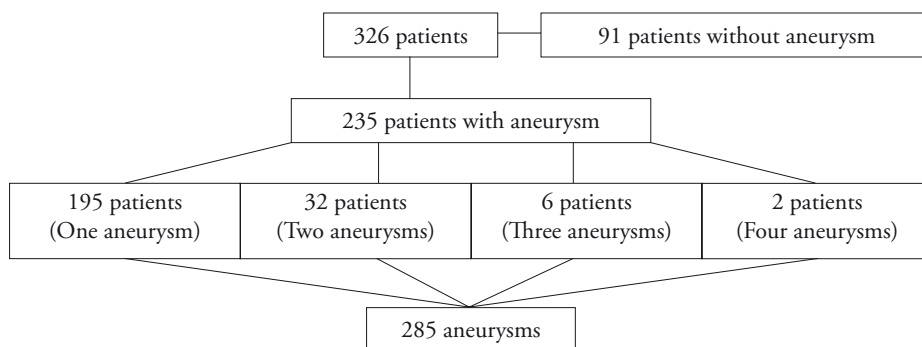 326 patients
91 patients without aneurysm
235 patients with aneurysm
195 patients
(One aneurysm)
32 patients
(Two aneurysms)
6 patients
(Three aneurysms)
2 patients
(Four aneurysms)
285 aneurysms